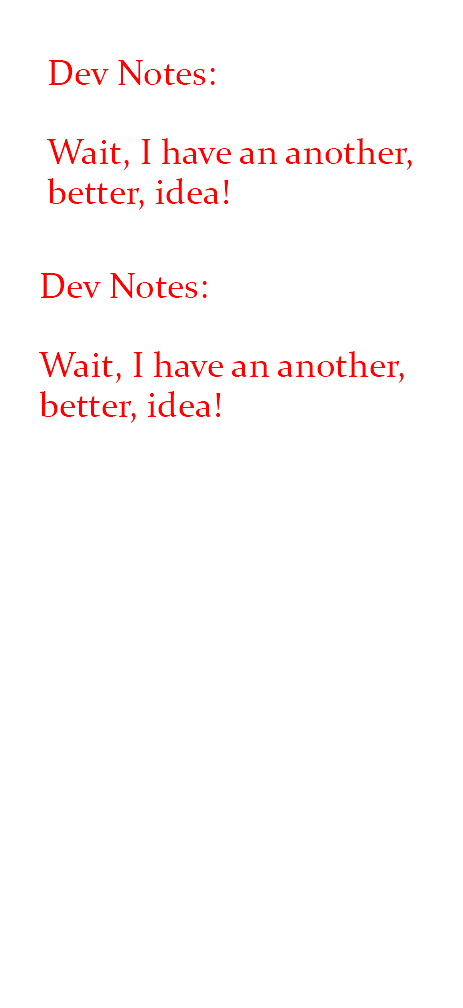 Dev Notes:
Wait, I have an another,
better, idea!
Dev Notes:
Wait, I have an another,
better, idea!